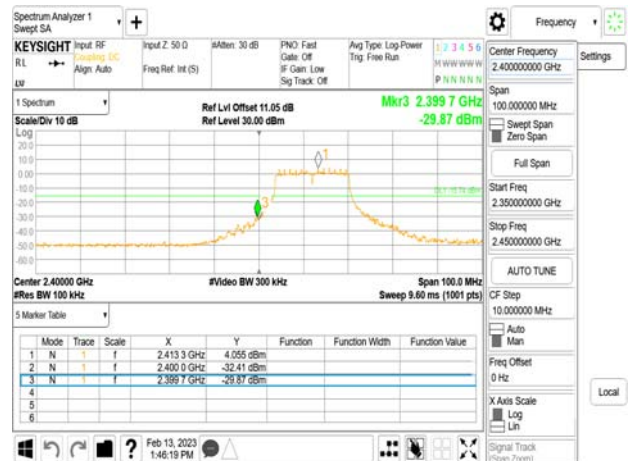 Spectrum Analyzer 1
Swept SA
+
Frequency
KEYSIGHT Input: RF Input Z: 50 Ω #Atten: 30 dB PNO: Fast Avg Type: Log-Power 1 2 3 4 5 6
RL Coupling: DC Gate: Off Trig: Free Run M W W W W W
Align: Auto Freq Ref: Int (S) IF Gain: Low
Sig Track: Off P N N N N N
1 Spectrum
Ref Lvl Offset 11.05 dB Mkr3 2.399 7 GHz
Scale/Div 10 dB Ref Level 30.00 dBm -29.87 dBm
Log
20.0
10.0
0.00
-10.0
-20.0
-30.0
-40.0
-50.0
-60.0
1
3
Center 2.40000 GHz #Video BW 300 kHz Span 100.0 MHz
#Res BW 100 kHz Sweep 9.60 ms (1001 pts)
5 Marker Table
Mode Trace Scale X Y Function Function Width Function Value
1 N 1 f 2.413 3 GHz 4.055 dBm
2 N 1 f 2.400 0 GHz -32.41 dBm
3 N 1 f 2.399 7 GHz -29.87 dBm
4
5
6
?
Feb 13, 2023
1:46:19 PM
Center Frequency
2.400000000 GHz
Settings
Span
100.000000 MHz
Swept Span
Zero Span
Full Span
Start Freq
2.350000000 GHz
Stop Freq
2.450000000 GHz
AUTO TUNE
CF Step
10.000000 MHz
Auto
Man
Freq Offset
0 Hz
X Axis Scale
Log
Lin
Local
Signal Track
(Span Zoom)